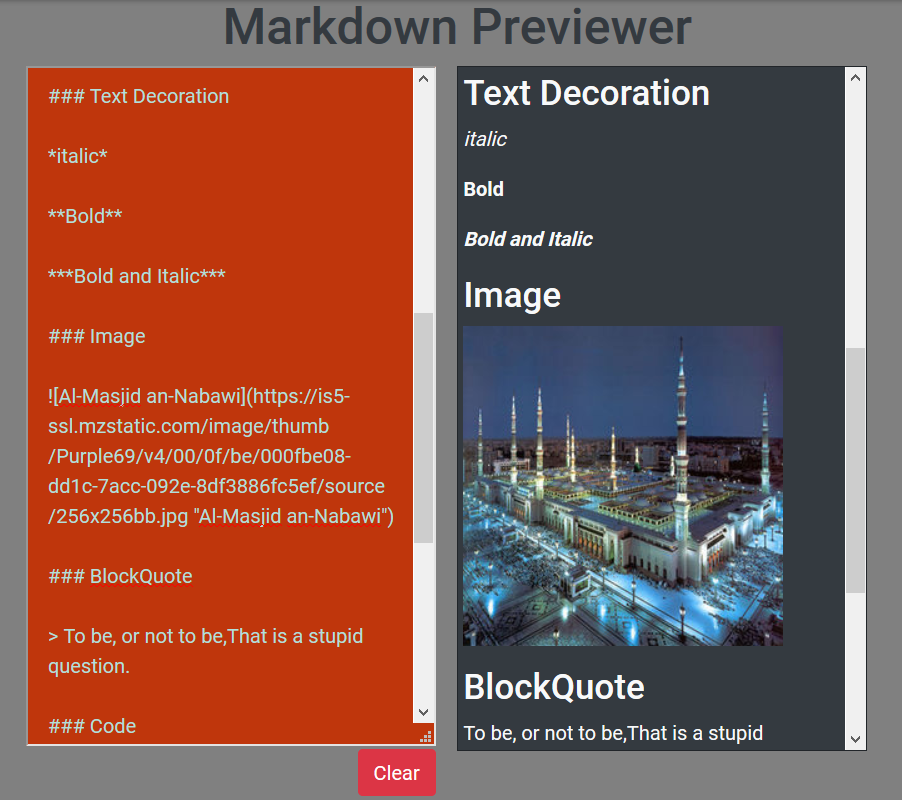 Markdown Previewer
### Text Decoration
*italic*
**Bold**
***Bold and Italic***
### Image
![Al-Masjid an-Nabawi](https://is5-
ssl.mzstatic.com/image/thumb
/Purple69/v4/00/0f/be/000fbe08-
dd1c-7acc-092e-8df3886fc5ef/source
/256x256bb.jpg "Al-Masjid an-Nabawi")
### BlockQuote
> To be, or not to be,That is a stupid
question.
### Code
Clear
Text Decoration
italic
Bold
Bold and Italic
Image
BlockQuote
To be, or not to be,That is a stupid